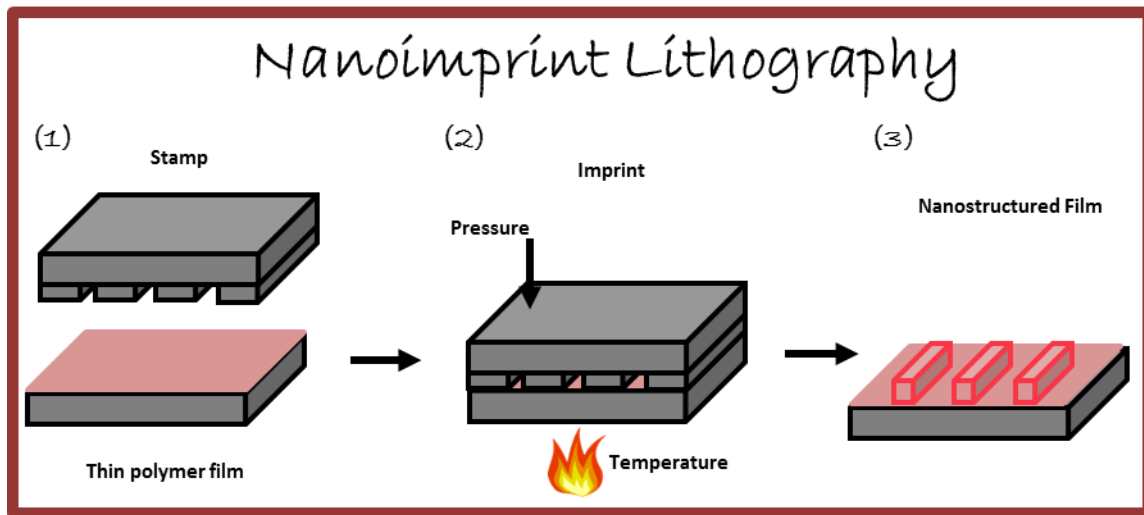 Nanoimprint Lithography
(1)
Stamp
Thin polymer film
(2)
Imprint
Pressure
Temperature
(3)
Nanostructured Film